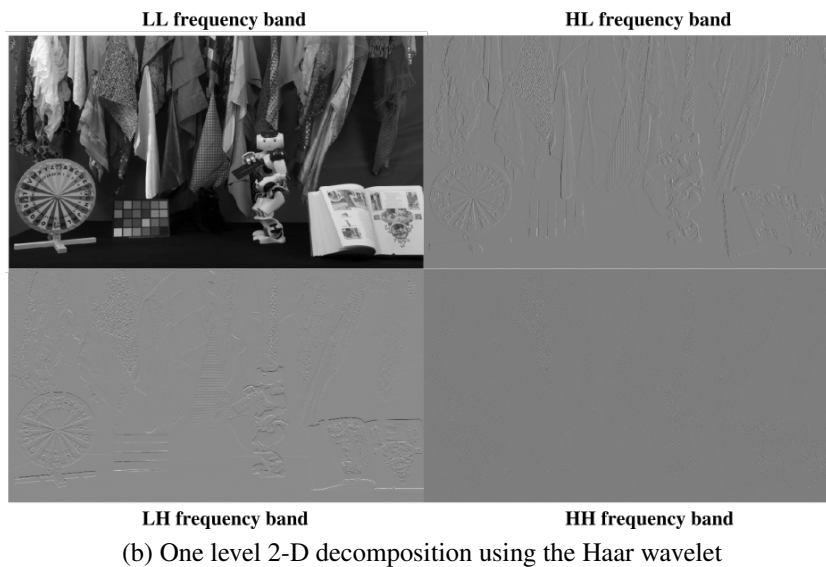 LL frequency band
HL frequency band
LH frequency band
HH frequency band
(b) One level 2-D decomposition using the Haar wavelet